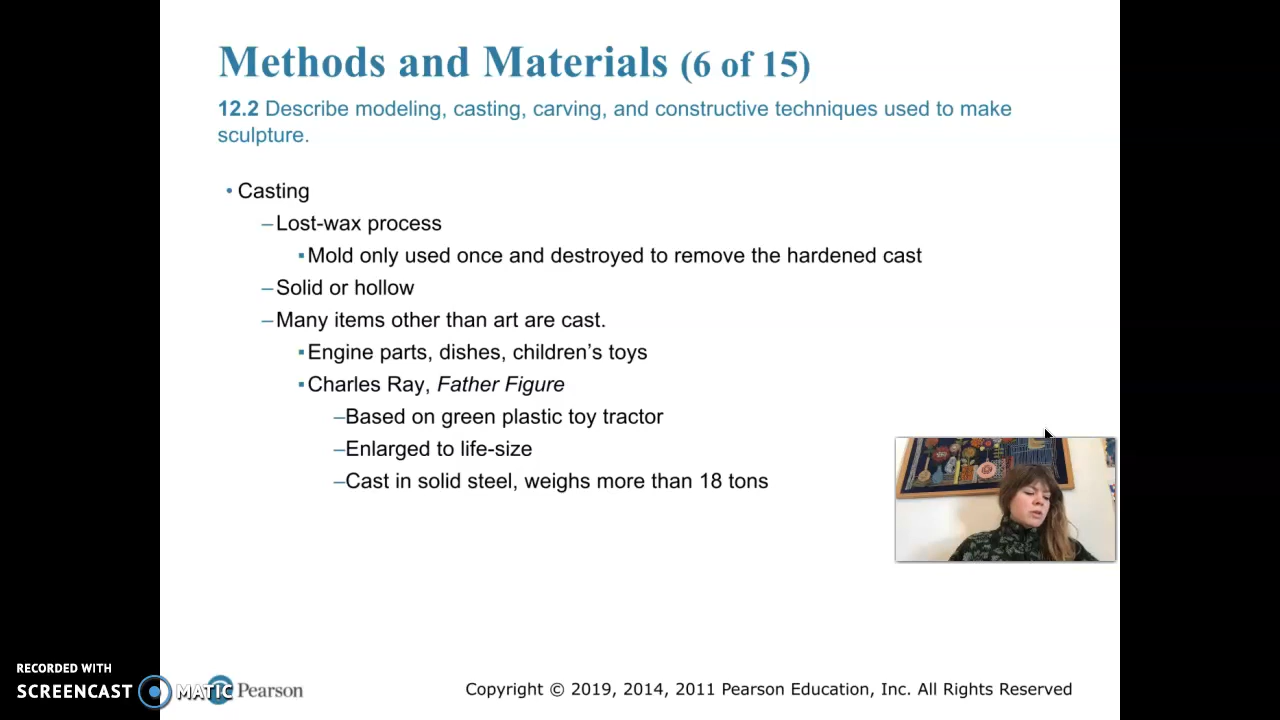 Methods and Materials (6 of 15)
12.2 Describe modeling, casting, carving, and constructive techniques used to make
sculpture.
• Casting
–Lost-wax process
▪Mold only used once and destroyed to remove the hardened cast
–Solid or hollow
–Many items other than art are cast.
▪Engine parts, dishes, children’s toys
▪Charles Ray, Father Figure
–Based on green plastic toy tractor
–Enlarged to life-size
–Cast in solid steel, weighs more than 18 tons
RECORDED WITH
SCREENCAST MATIC
Pearson
Copyright © 2019, 2014, 2011 Pearson Education, Inc. All Rights Reserved